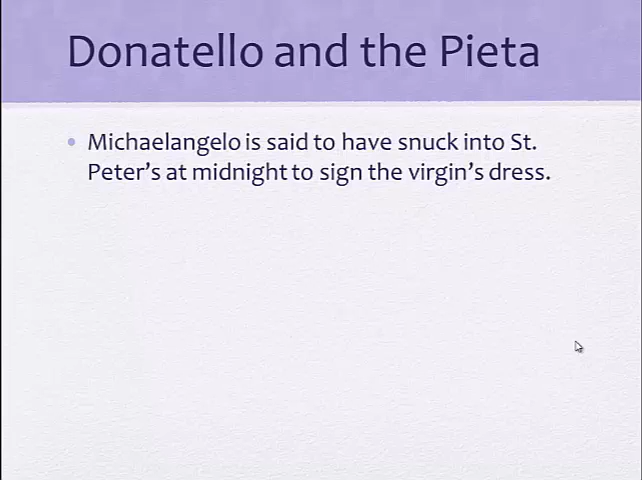 Donatello and the Pieta
• Michaelangelo is said to have snuck into St.
Peter's at midnight to sign the virgin's dress.